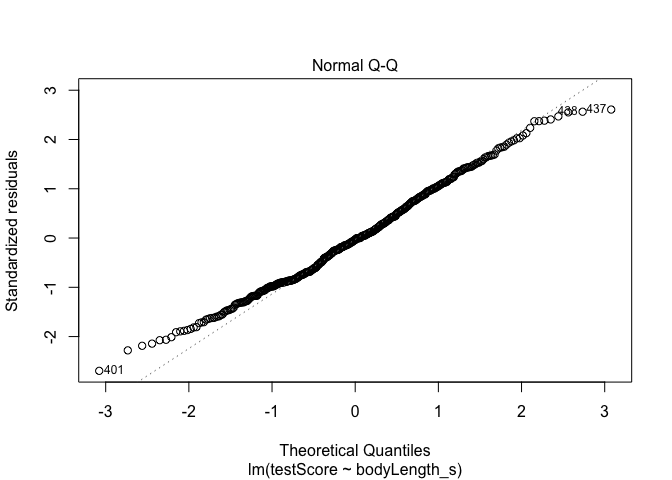 Normal Q-Q
Standardized residuals
3
2
1
0
-1
-2
438
437
401
-3 -2 -1 0 1 2 3
Theoretical Quantiles
lm(testScore ~ bodyLength_s)